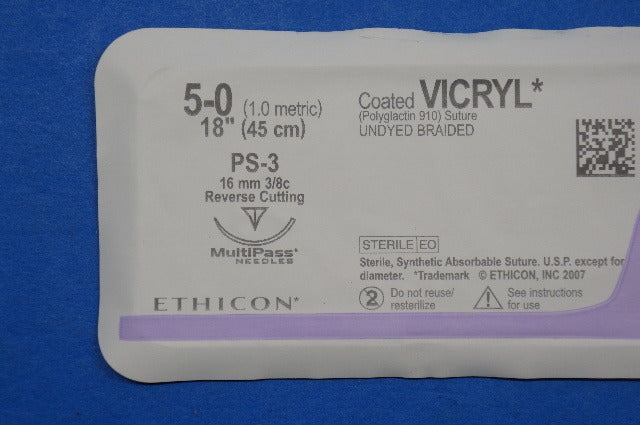 5-0 (1.0 metric)
18" (45 cm)
PS-3
16 mm 3/8c
Reverse Cutting
MultiPass*
NEEDLES
ETHICON*
Coated VICRYL*
(Polyglactin 910) Suture
UNDYED BRAIDED
STERILE EO
Sterile, Synthetic Absorbable Suture. U.S.P. except for
diameter. *Trademark © ETHICON, INC 2007
2 Do not reuse/
resterilize
! See instructions
for use